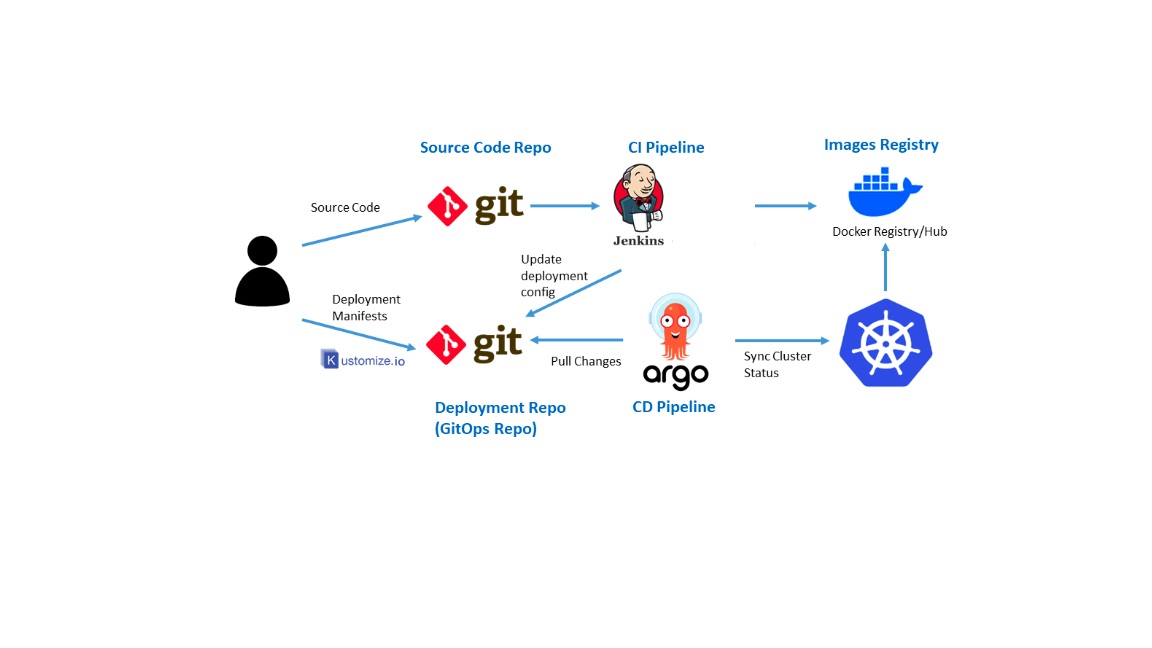 Source Code Repo
CI Pipeline
Images Registry
Source Code
git
Jenkins
Docker Registry/Hub
Update
deployment
config
Deployment
Manifests
Kustomize.io
git
Pull Changes
argo
Sync Cluster
Status
Deployment Repo
(GitOps Repo)
CD Pipeline